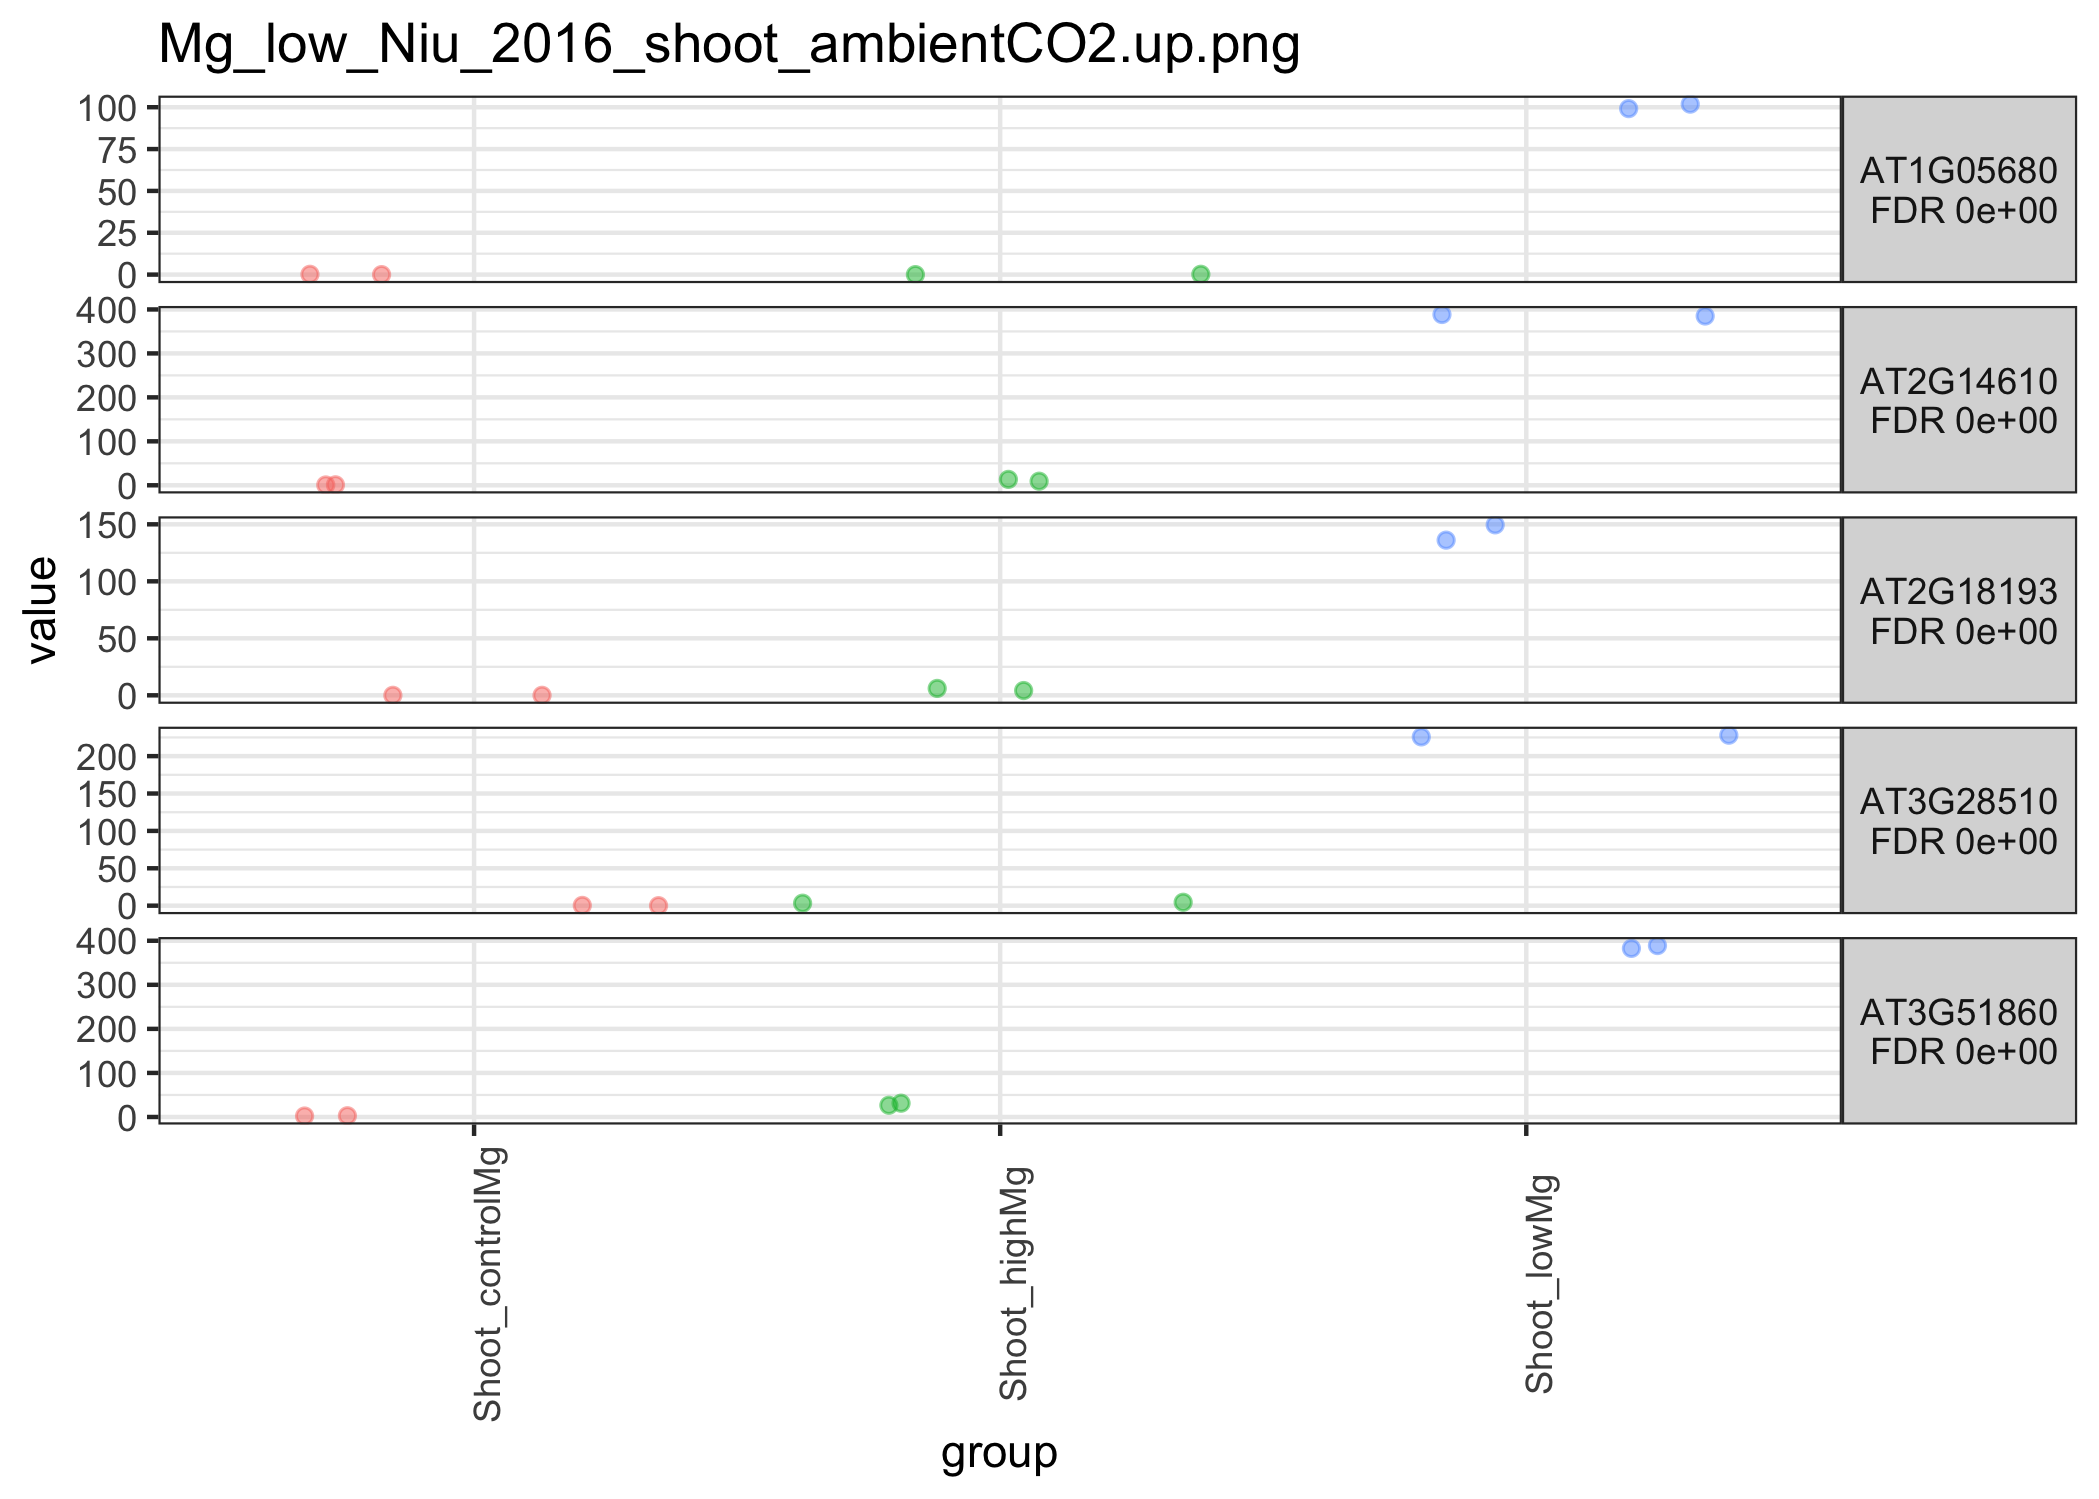 Mg_low_Niu_2016_shoot_ambientCO2.up.png
value
100
75
50
25
0
AT1G05680
FDR 0e+00
400
300
200
100
0
AT2G14610
FDR 0e+00
150
100
50
0
AT2G18193
FDR 0e+00
200
150
100
50
0
AT3G28510
FDR 0e+00
400
300
200
100
0
AT3G51860
FDR 0e+00
Shoot_controlMg
Shoot_highMg
Shoot_lowMg
group